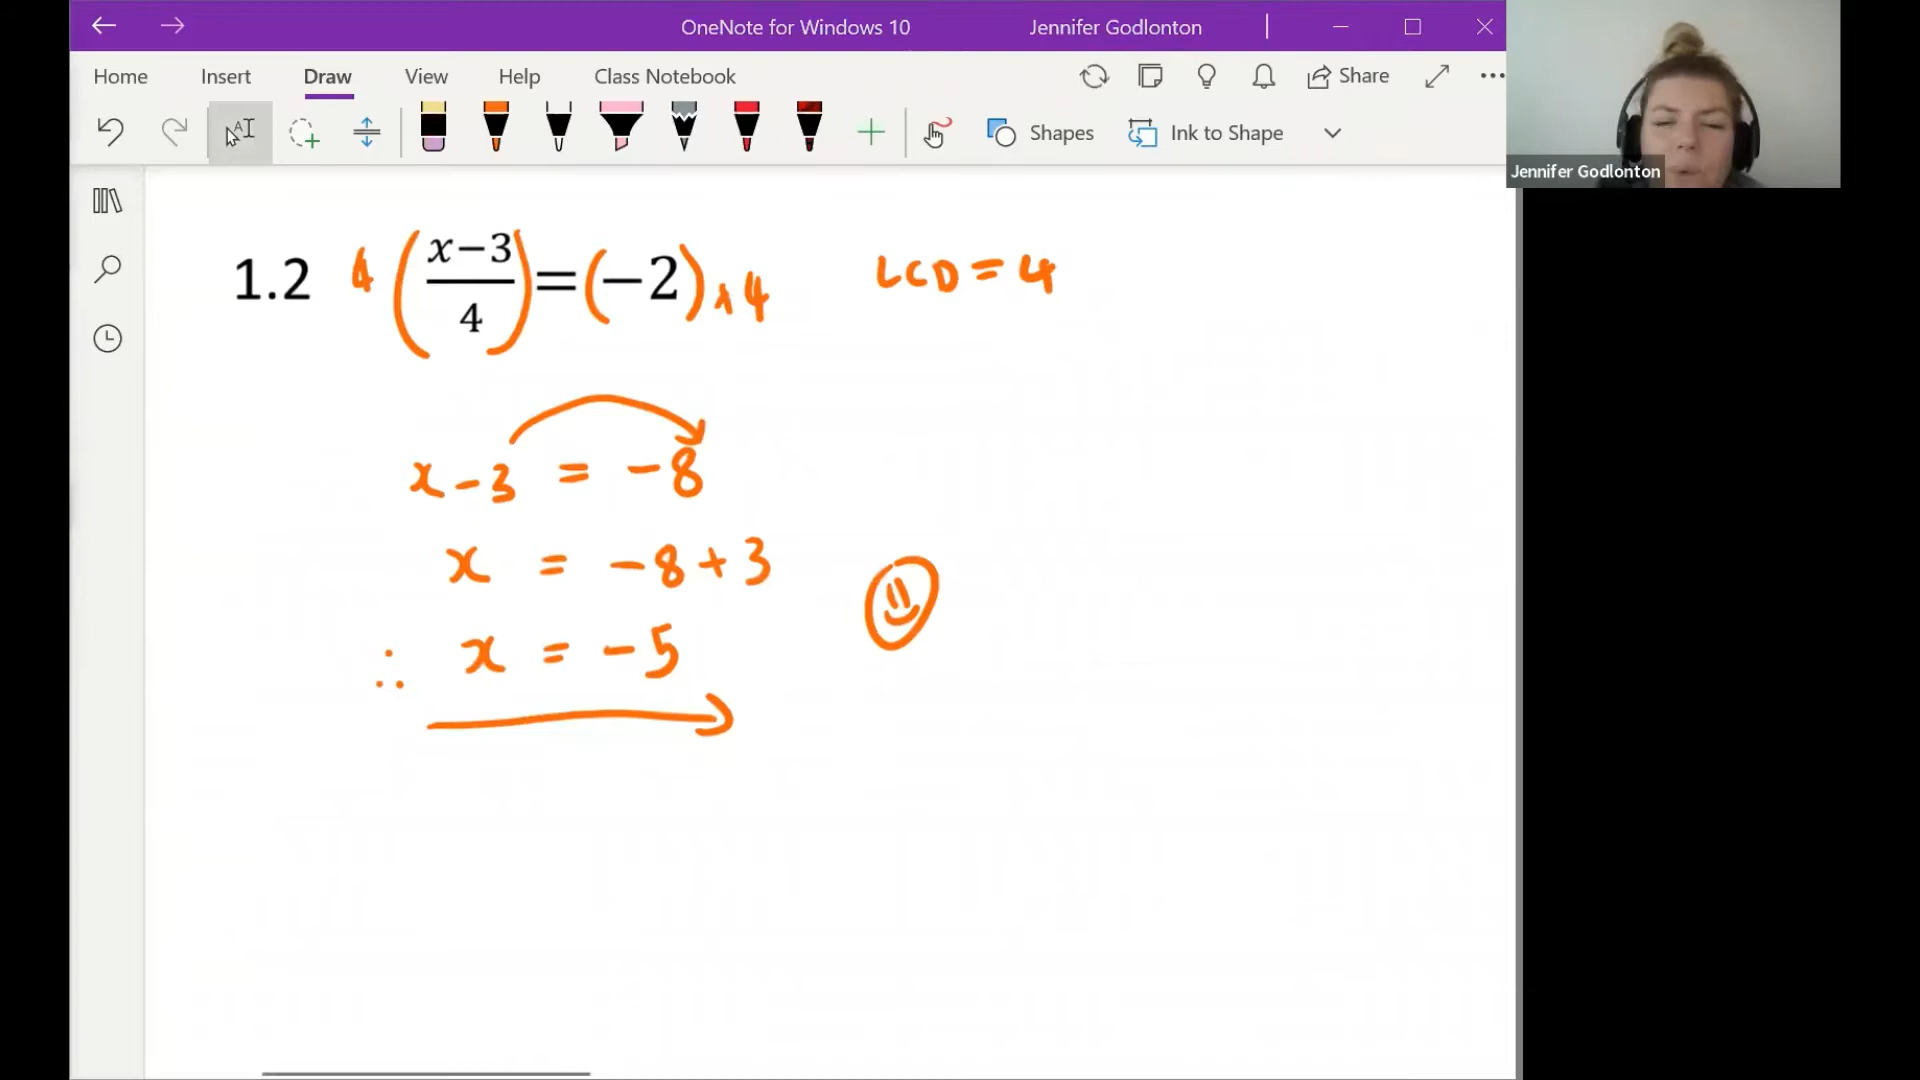 OneNote for Windows 10 Jennifer Godlonton
Home Insert Draw View Help Class Notebook Share
Shapes Ink to Shape
Jennifer Godlonton
1.2 4 (x−3/4) = (−2) ×4 LCD = 4
x − 3 = −8
x = −8 + 3
∴ x = −5